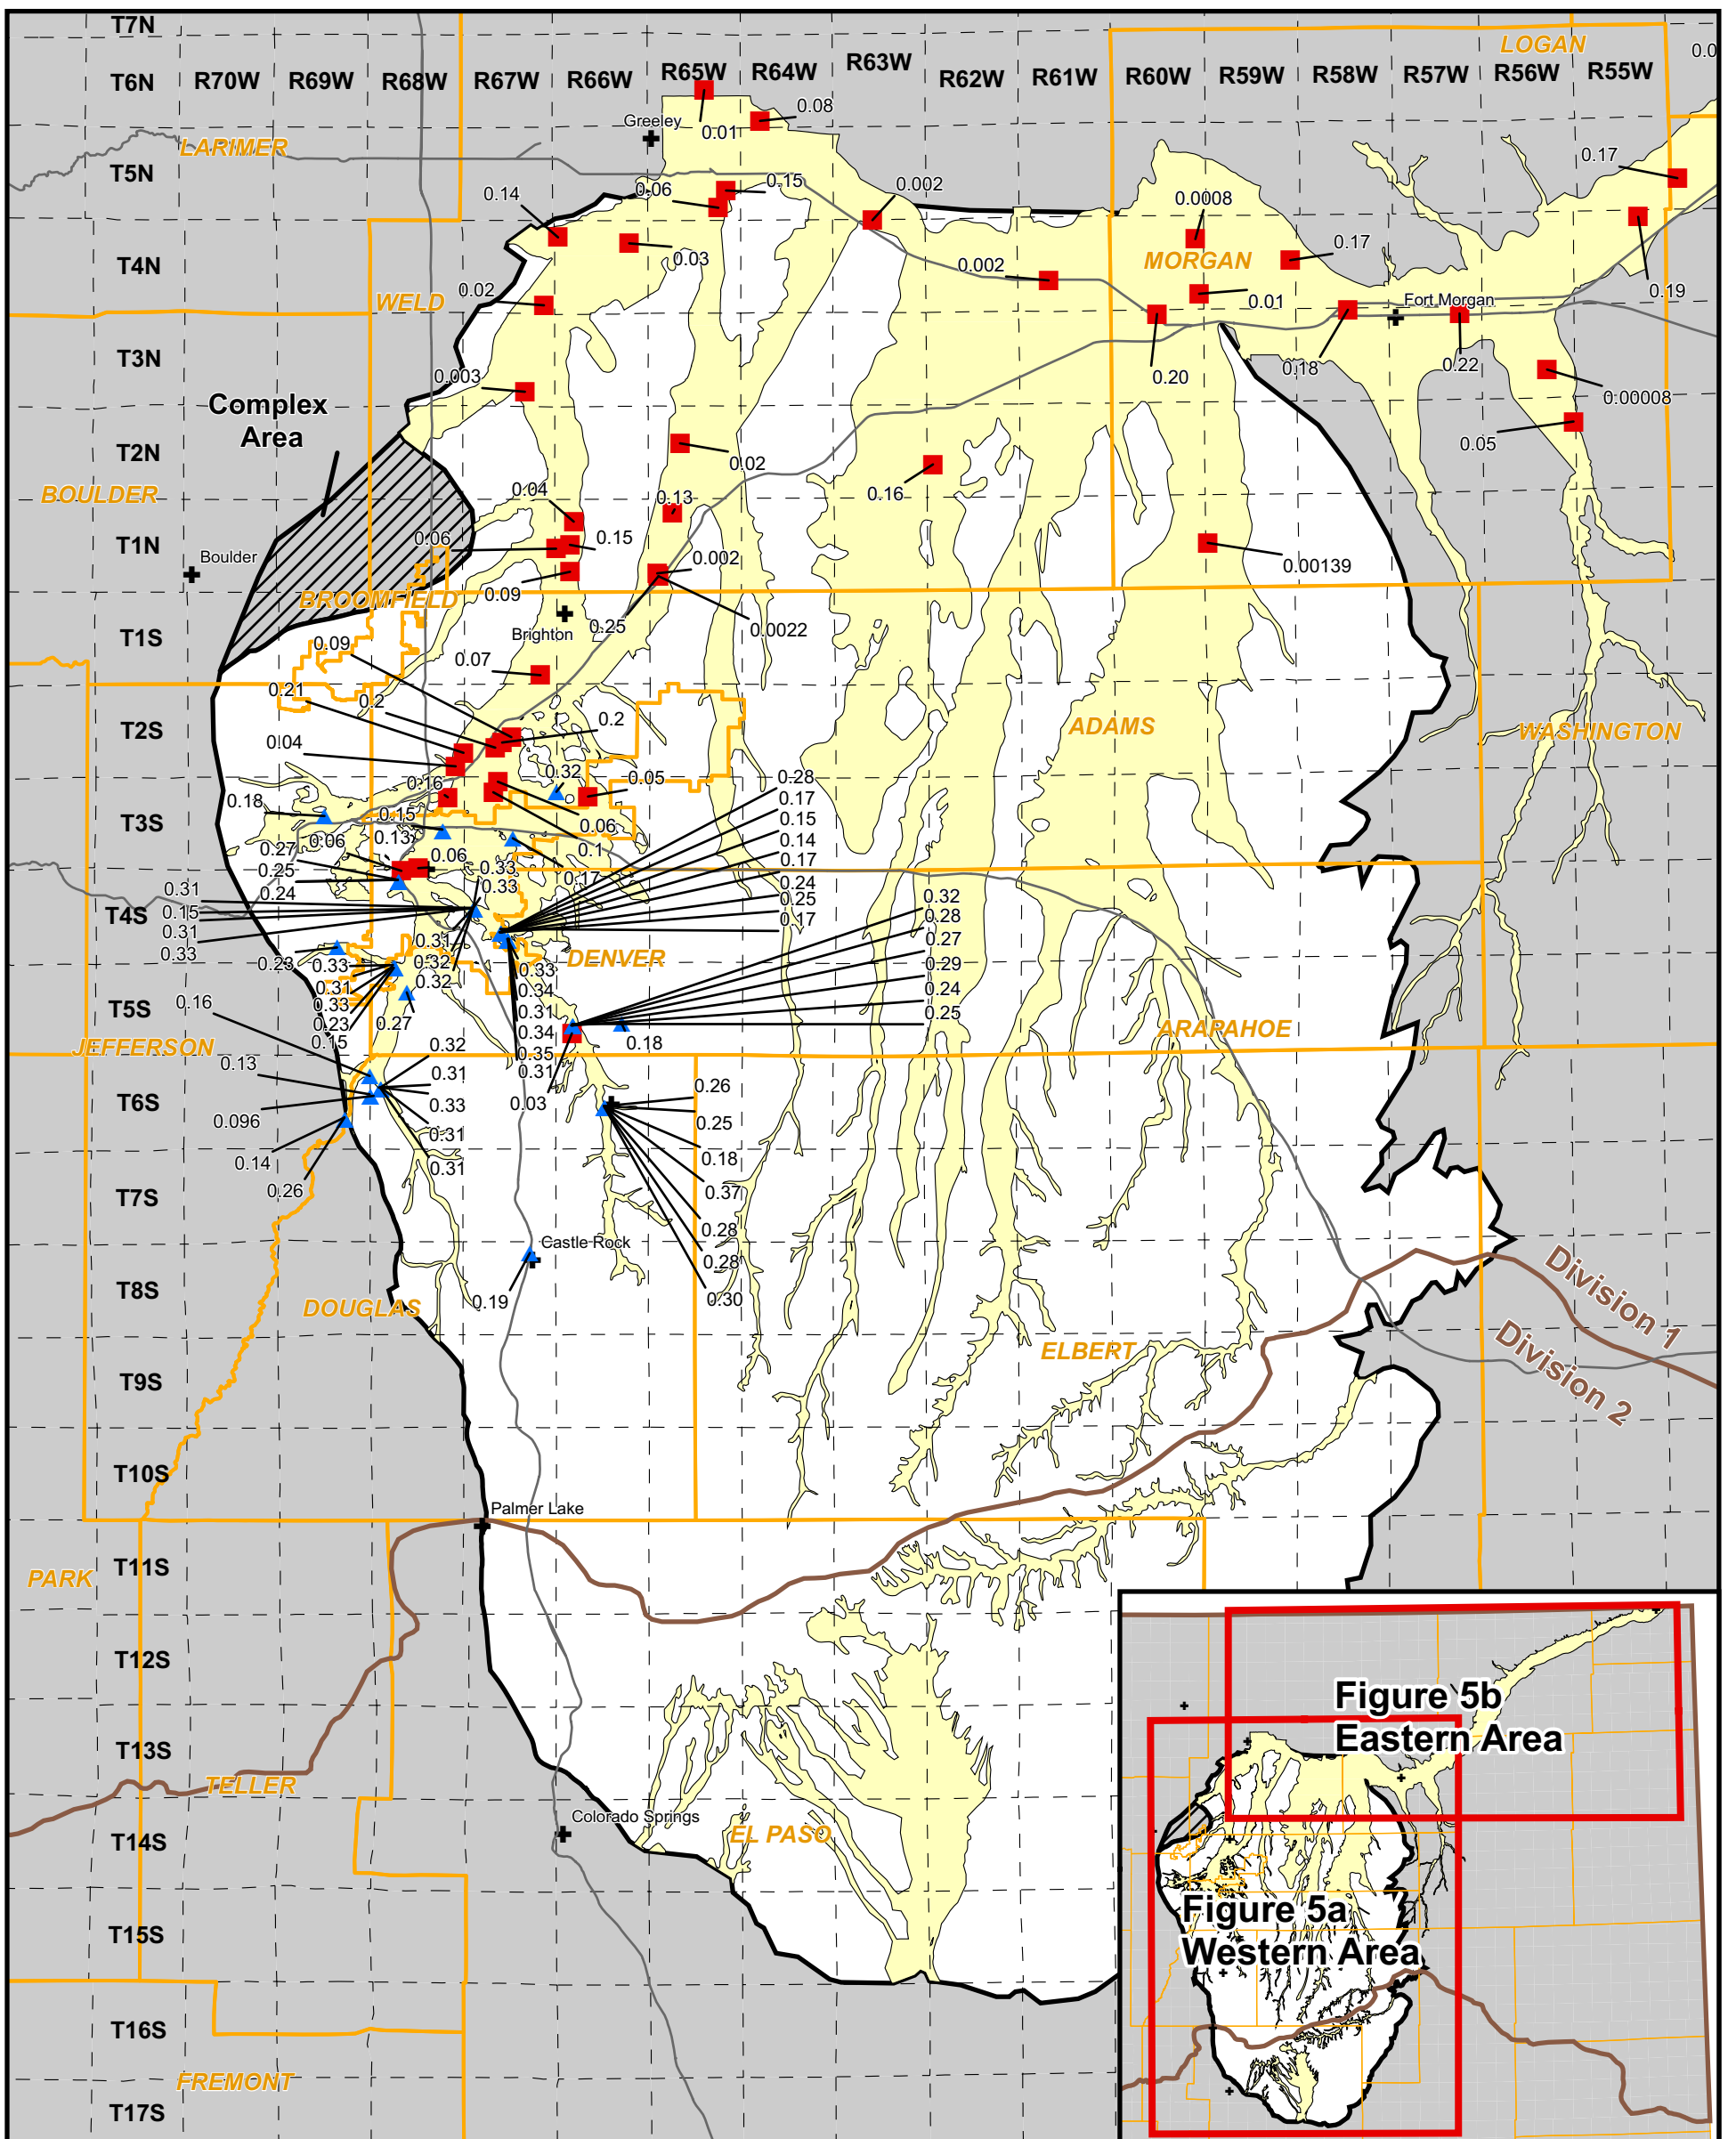 T7N
LOGAN
0.0
T6N
R70W
R69W
R68W
R67W
R66W
R65W
R64W
R63W
R62W
R61W
R60W
R59W
R58W
R57W
R56W
R55W
0.08
Greeley
0.01
LARIMER
T5N
0.17
0.14
0.06
0.15
0.002
0.0008
0.17
T4N
0.03
0.002
MORGAN
0.02
WELD
0.01
Fort Morgan
0.19
T3N
0.003
0.20
0.18
0.22
0.00008
Complex
Area
T2N
0.02
0.05
BOULDER
0.04
0.13
0.16
T1N
0.06
0.15
Boulder
0.002
0.00139
0.09
BROOMFIELD
T1S
Brighton
0.25
0.0022
0.09
0.07
0.21
0.2
0.2
T2S
ADAMS
WASHINGTON
0.04
0.16
0.32
0.05
0.28
0.18
0.17
T3S
0.15
0.15
0.06
0.13
0.06
0.14
0.27
0.06
0.1
0.17
0.25
0.33
0.17
0.24
0.31
0.24
0.33
0.25
0.32
T4S
0.15
0.17
0.28
0.31
0.31
0.27
0.33
0.23
0.33
0.32
DENVER
0.33
0.29
0.31
0.32
0.34
0.24
T5S
0.16
0.33
0.31
0.25
0.23
0.27
0.34
ARAPAHOE
JEFFERSON
0.15
0.32
0.35
0.18
0.13
0.31
0.31
0.26
T6S
0.33
0.03
0.096
0.31
0.25
0.14
0.31
0.18
0.26
0.37
T7S
0.28
Castle Rock
0.28
Division 1
T8S
0.19
0.30
DOUGLAS
Division 2
ELBERT
T9S
T10S
Palmer Lake
T11S
PARK
T12S
Figure 5b
Eastern Area
T13S
TELLER
Colorado Springs
T14S
EL PASO
Figure 5a
Western Area
T15S
T16S
FREMONT
T17S